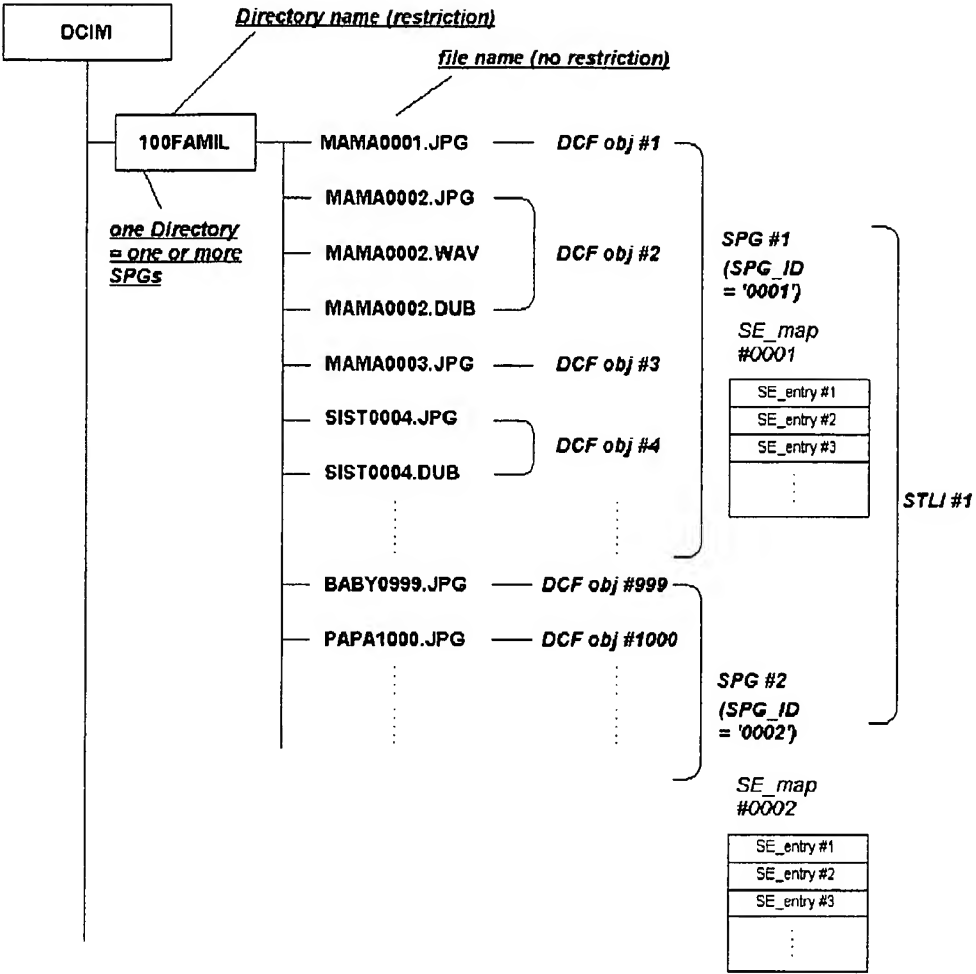 Directory name (restriction)
DCIM
file name (no restriction)
100FAMIL
MAMA0001.JPG
DCF obj #1
MAMA0002.JPG
one Directory
= one or more
SPGs
MAMA0002.WAV
DCF obj #2
MAMA0002.DUB
SPG #1
(SPG_ID
= '0001')
MAMA0003.JPG
DCF obj #3
SE_map
#0001
SE_entry #1
SE_entry #2
SE_entry #3
SIST0004.JPG
DCF obj #4
SIST0004.DUB
STLI #1
BABY0999.JPG
DCF obj #999
PAPA1000.JPG
DCF obj #1000
SPG #2
(SPG_ID
= '0002')
SE_map
#0002
SE_entry #1
SE_entry #2
SE_entry #3